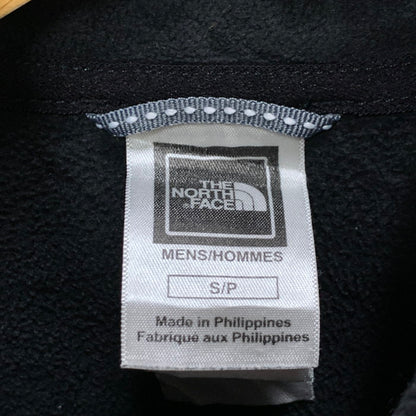 THE
NORTH
FACE
MENS/HOMMES
S/P
Made in Philippines
Fabriqué aux Philippines